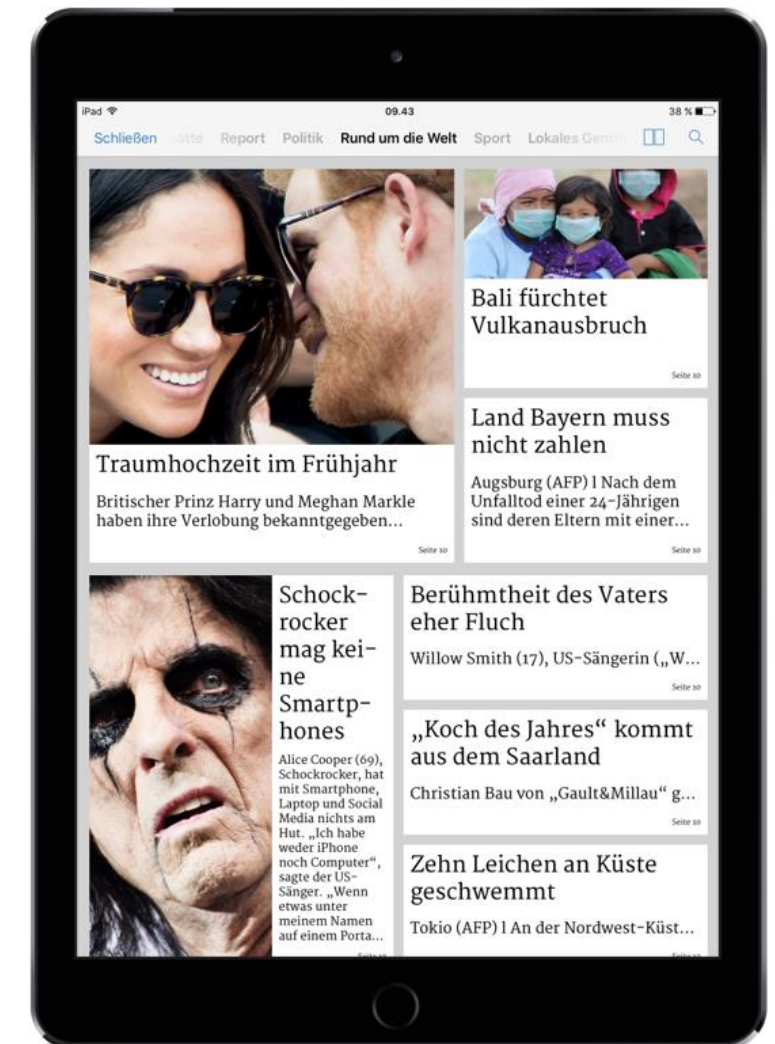 iPad 09.43 38 %
Schließen Report Politik Rund um die Welt Sport Lokales
Traumhochzeit im Frühjahr
Britischer Prinz Harry und Meghan Markle
haben ihre Verlobung bekanntgegeben...
Seite 10
Bali fürchtet
Vulkanausbruch
Seite 10
Land Bayern muss
nicht zahlen
Augsburg (AFP) l Nach dem
Unfalltod einer 24-Jährigen
sind deren Eltern mit einer...
Seite 10
Schock-
rocker
mag kei-
ne
Smartp-
hones
Alice Cooper (69),
Schockrocker, hat
mit Smartphone,
Laptop und Social
Media nichts am
Hut. „Ich habe
weder iPhone
noch Computer“,
sagte der US-
Sänger. „Wenn
etwas unter
meinem Namen
auf einem Porta...
Seite 10
Berühmtheit des Vaters
eher Fluch
Willow Smith (17), US-Sängerin („W...
Seite 10
„Koch des Jahres“ kommt
aus dem Saarland
Christian Bau von „Gault&Millau“ g...
Seite 10
Zehn Leichen an Küste
geschwemmt
Tokio (AFP) l An der Nordwest-Küst...
Seite 10